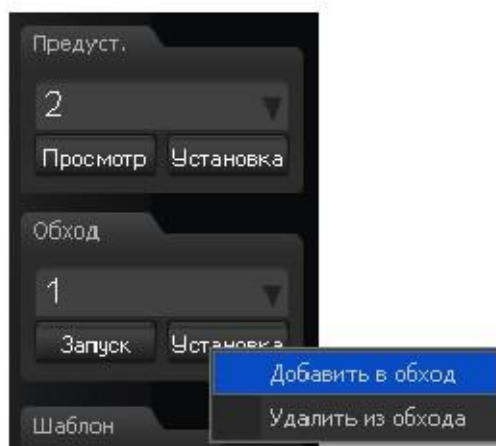 Предуст.
2
Просмотр Установка
Обход
1
Запуск Установка
Добавить в обход
Удалить из обхода
Шаблон